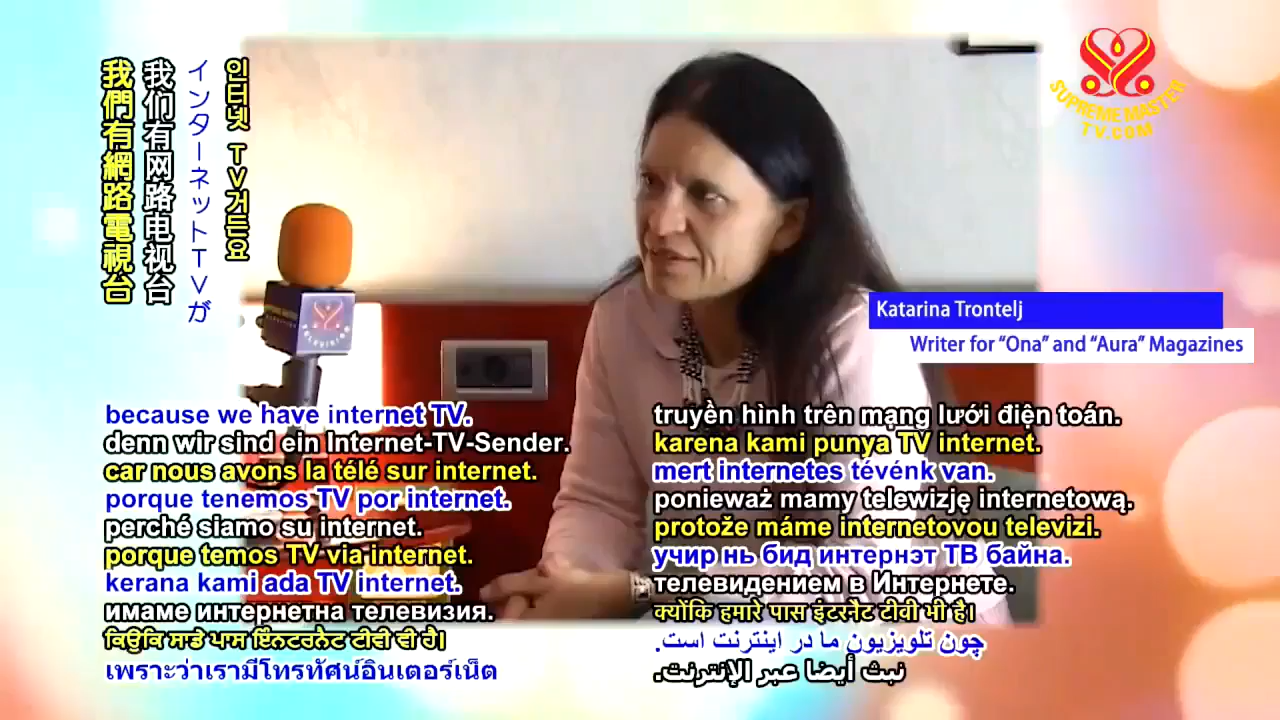 我們有網路電視台
我们有网路电视台
インターネットTVが
인터넷 TV거든요
SUPREME MASTER
TV.COM
SUPREME MASTER
TELEVISION
TELEVISION
Katarina Trontelj
Writer for “Ona” and “Aura” Magazines
because we have internet TV.
denn wir sind ein Internet-TV-Sender.
car nous avons la télé sur internet.
porque tenemos TV por internet.
perché siamo su internet.
porque temos TV via internet.
kerana kami ada TV internet.
имаме интернетна телевизия.
ਕਿਉਕਿ ਸਾਡੇ ਪਾਸ ਇੰਨਟਰਨੈਟ ਟੀਵੀ ਵੀ ਹੈ।
เพราะว่าเรามีโทรทัศน์อินเตอร์เน็ต
truyền hình trên mạng lưới điện toán.
karena kami punya TV internet.
mert internetes tévénk van.
ponieważ mamy telewizję internetową.
protože máme internetovou televizi.
учир нь бид интернэт ТВ байна.
телевидением в Интернете.
क्योंकि हमारे पास इंटरनैट टीवी भी है।
چون تلویزیون ما در اینترنت است.
نبث أيضا عبر الإنترنت.